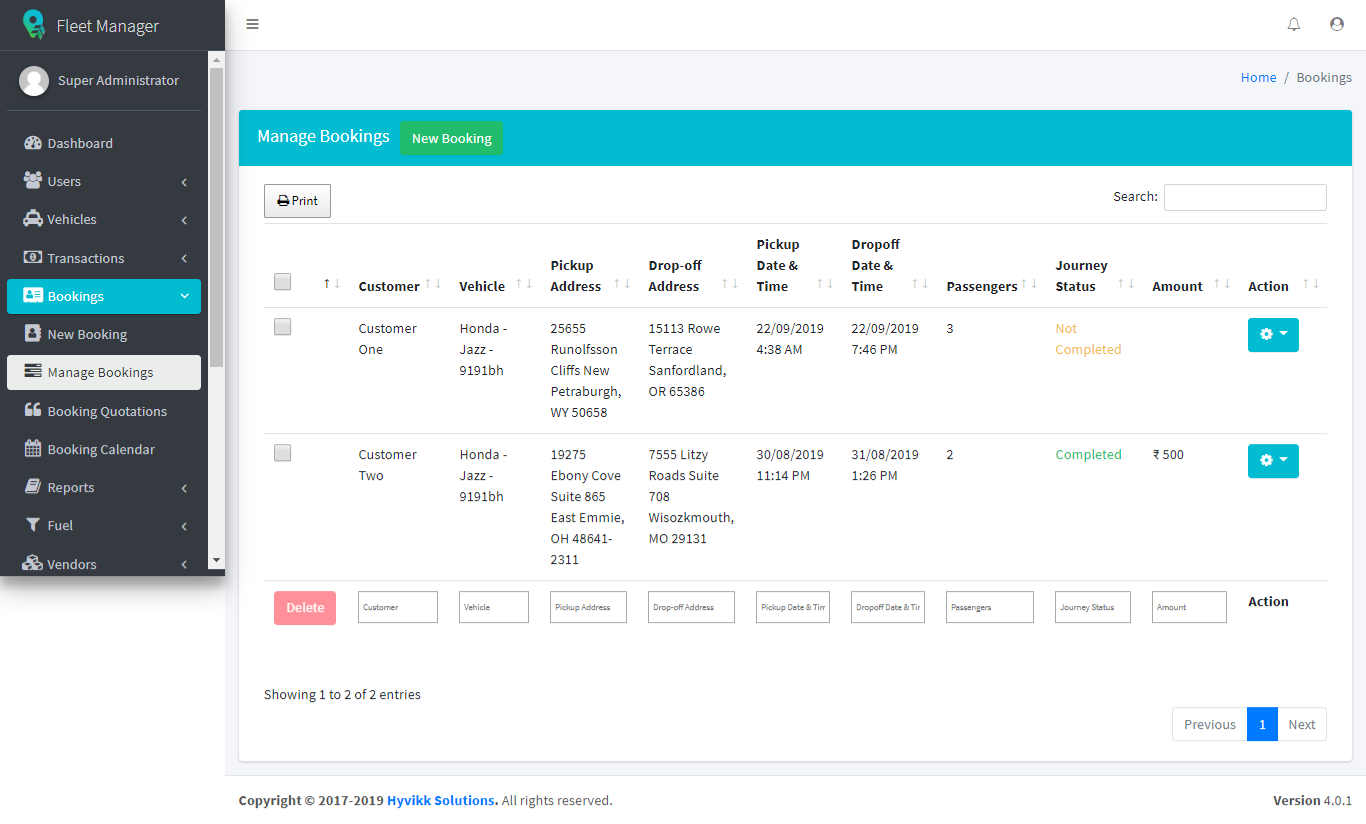 Fleet Manager
Super Administrator
Dashboard
Users
Vehicles
Transactions
Bookings
New Booking
Manage Bookings
Booking Quotations
Booking Calendar
Reports
Fuel
Vendors
Home / Bookings
Manage Bookings New Booking
Print
Search:
Customer
Vehicle
Pickup
Address
Drop-off
Address
Pickup
Date &
Time
Dropoff
Date &
Time
Passengers
Journey
Status
Amount
Action
Customer
One
Honda -
Jazz -
9191bh
25655
Runolfsson
Cliffs New
Petraburgh,
WY 50658
15113 Rowe
Terrace
Sanfordland,
OR 65386
22/09/2019
4:38 AM
22/09/2019
7:46 PM
3
Not
Completed
Customer
Two
Honda -
Jazz -
9191bh
19275
Ebony Cove
Suite 865
East Emmie,
OH 48641-
2311
7555 Litzy
Roads Suite
708
Wisozkmouth,
MO 29131
30/08/2019
11:14 PM
31/08/2019
1:26 PM
2
Completed
₹ 500
Delete
Customer
Vehicle
Pickup Address
Drop-off Address
Pickup Date & Tim
Dropoff Date & Tir
Passengers
Journey Status
Amount
Action
Showing 1 to 2 of 2 entries
Previous 1 Next
Copyright © 2017-2019 Hyvikk Solutions. All rights reserved.
Version 4.0.1